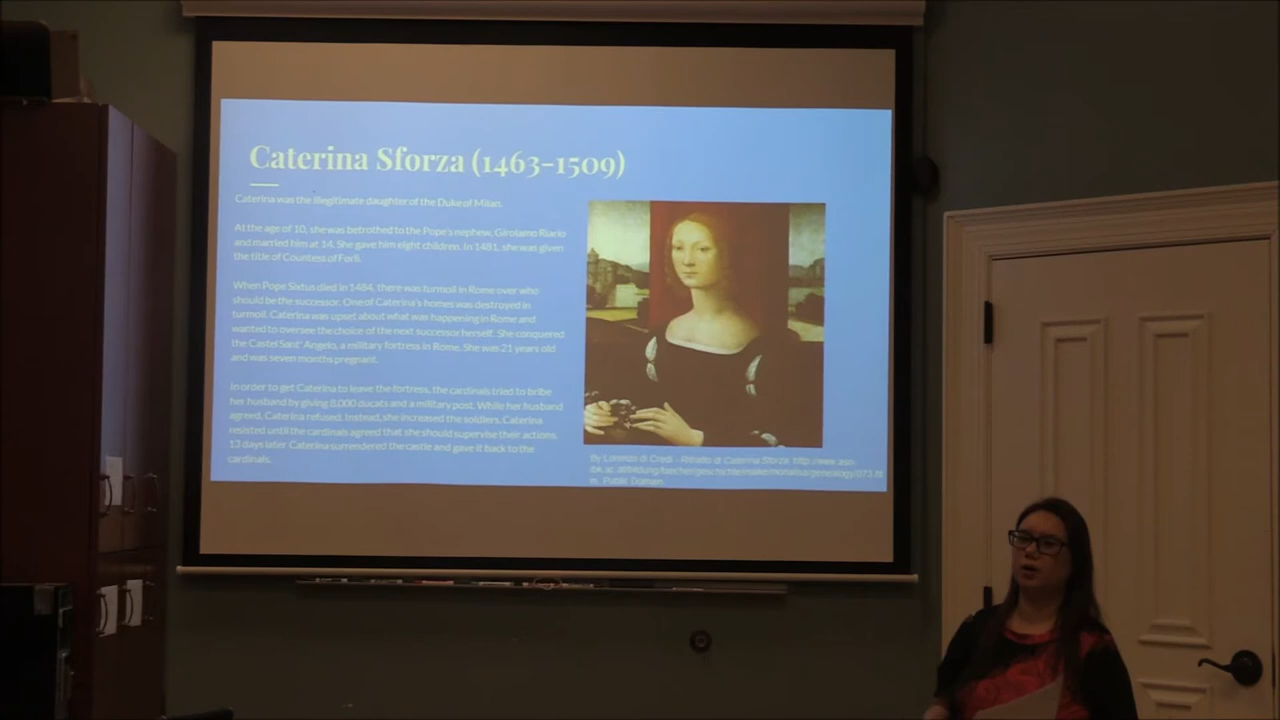 Caterina Sforza (1463-1509)
Caterina was the illegitimate daughter of the Duke of Milan.
At the age of 10, she was betrothed to the Pope's nephew, Girolamo Riario
and married him at 14. She gave him eight children. In 1481, she was given
the title of Countess of Forli.
When Pope Sixtus died in 1484, there was turmoil in Rome over who
should be the successor. One of Caterina's homes was destroyed in
turmoil. Caterina was upset about what was happening in Rome and
wanted to oversee the choice of the next successor herself. She conquered
the Castel Sant' Angelo, a military fortress in Rome. She was 21 years old
and was seven months pregnant.
In order to get Caterina to leave the fortress, the cardinals tried to bribe
her husband by giving 8,000 ducats and a military post. While her husband
agreed, Caterina refused. Instead, she increased the soldiers. Caterina
resisted until the cardinals agreed that she should supervise their actions.
13 days later Caterina surrendered the castle and gave it back to the
cardinals.
By Lorenzo di Credi - Ritratto di Caterina Sforza,
Public Domain